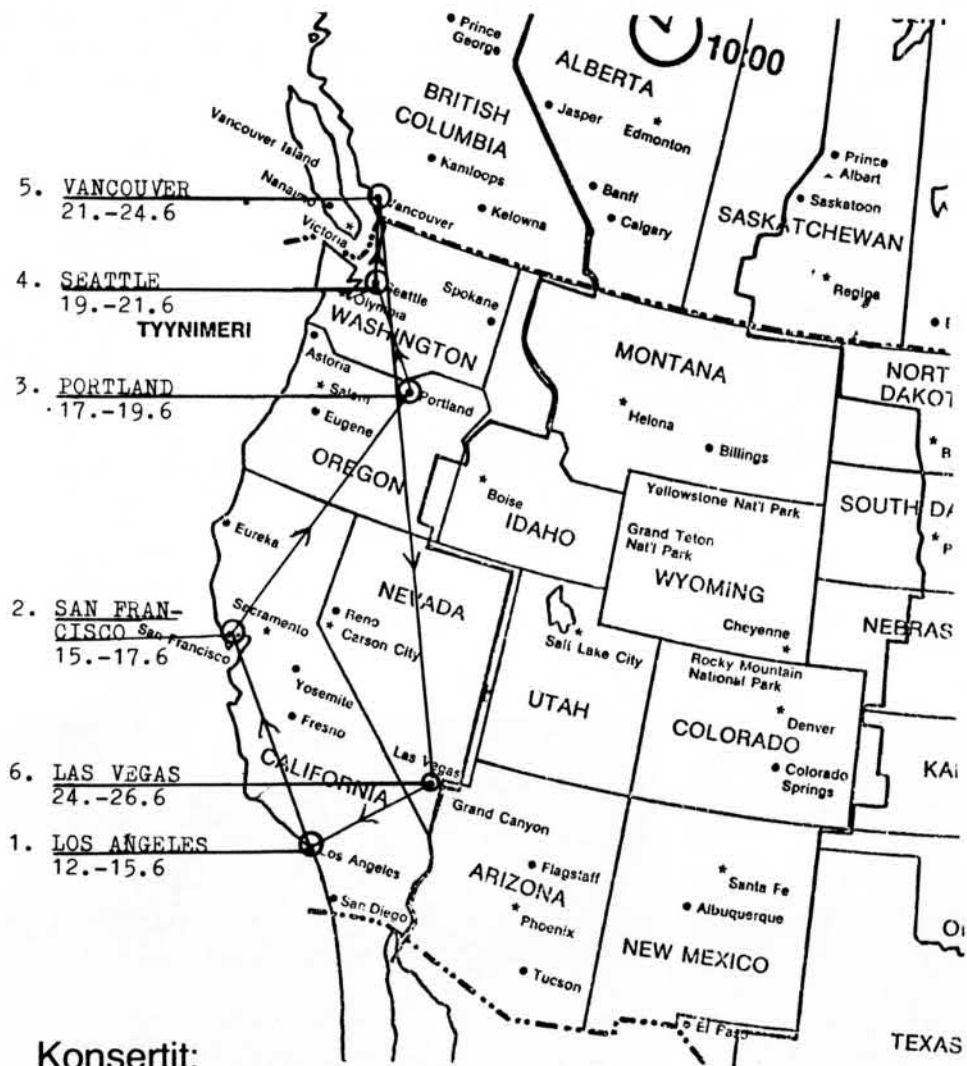 10:00
Prince
George
ALBERTA
BRITISH
COLUMBIA
Jasper
Edmonton
Vancouver Island
Kamloops
Prince
Albert
Banff
Saskatoon
5. VANCOUVER
21.-24.6
Nanaimo
Vancouver
Kelowna
Calgary
SASKATCHEWAN
Victoria
Regina
4. SEATTLE
19.-21.6
Seattle
Spokane
Olympia
TYYNIMERI
WASHINGTON
MONTANA
NORT
DAKOT
Astoria
3. PORTLAND
17.-19.6
Salem
Portland
Eugene
Helona
Billings
OREGON
Boise
IDAHO
Yellowstone Nat'l Park
SOUTH DA
Eureka
Grand Teton
Nat'l Park
WYOMING
NEVADA
2. SAN FRAN-
CISCO
15.-17.6
San Francisco
Sacramento
Reno
Carson City
Cheyenne
NEBRAS
Salt Lake City
Rocky Mountain
National Park
Yosemite
UTAH
Denver
Fresno
COLORADO
CALIFORNIA
Las Vegas
Colorado
Springs
KAI
6. LAS VEGAS
24.-26.6
Grand Canyon
1. LOS ANGELES
12.-15.6
Los Angeles
Flagstaff
ARIZONA
Santa Fe
San Diego
Phoenix
Albuquerque
NEW MEXICO
Tucson
El Paso
TEXAS
Konsertit: